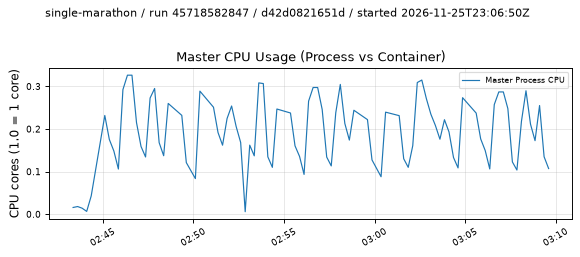 single-marathon / run 45718582847 / d42d0821651d / started 2026-11-25T23:06:50Z
Master CPU Usage (Process vs Container)
Master Process CPU
CPU cores (1.0 = 1 core)
0.3
0.2
0.1
0.0
02:45
02:50
02:55
03:00
03:05
03:10